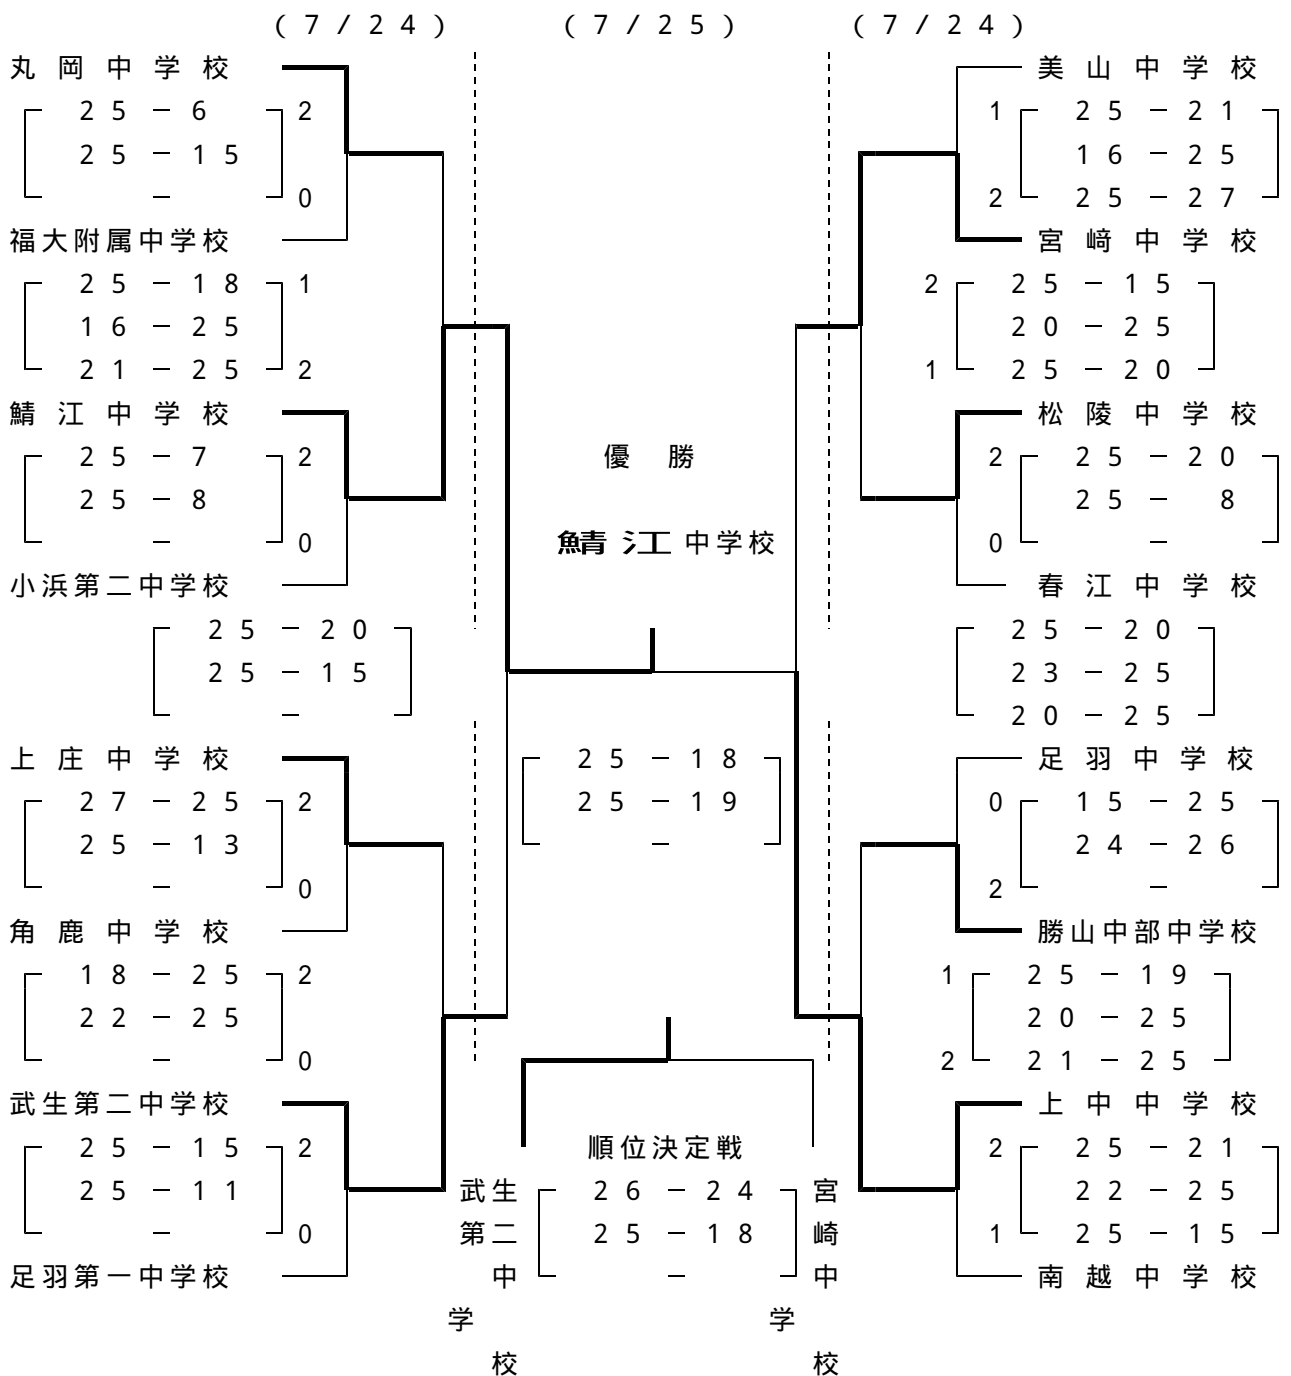 (7/24) (7/25) (7/24)
丸岡中学校
25－6 2
25－15
－ 0
福大附属中学校
25－18 1
16－25
21－25 2
鯖江中学校
25－7 2
25－8
－ 0
小浜第二中学校
25－20
25－15
－
上庄中学校
27－25 2
25－13
－ 0
角鹿中学校
18－25 2
22－25
－ 0
武生第二中学校
25－15 2
25－11
－ 0
足羽第一中学校
優勝
鯖江中学校
25－18
25－19
－
順位決定戦
武生第二中学校
26－24
25－18
－
宮崎中学校
美山中学校
1 25－21
16－25
2 25－27
宮﨑中学校
2 25－15
20－25
1 25－20
松陵中学校
2 25－20
25－8
0 －
春江中学校
25－20
23－25
20－25
足羽中学校
0 15－25
24－26
2 －
勝山中部中学校
1 25－19
20－25
2 21－25
上中中学校
2 25－21
22－25
1 25－15
南越中学校